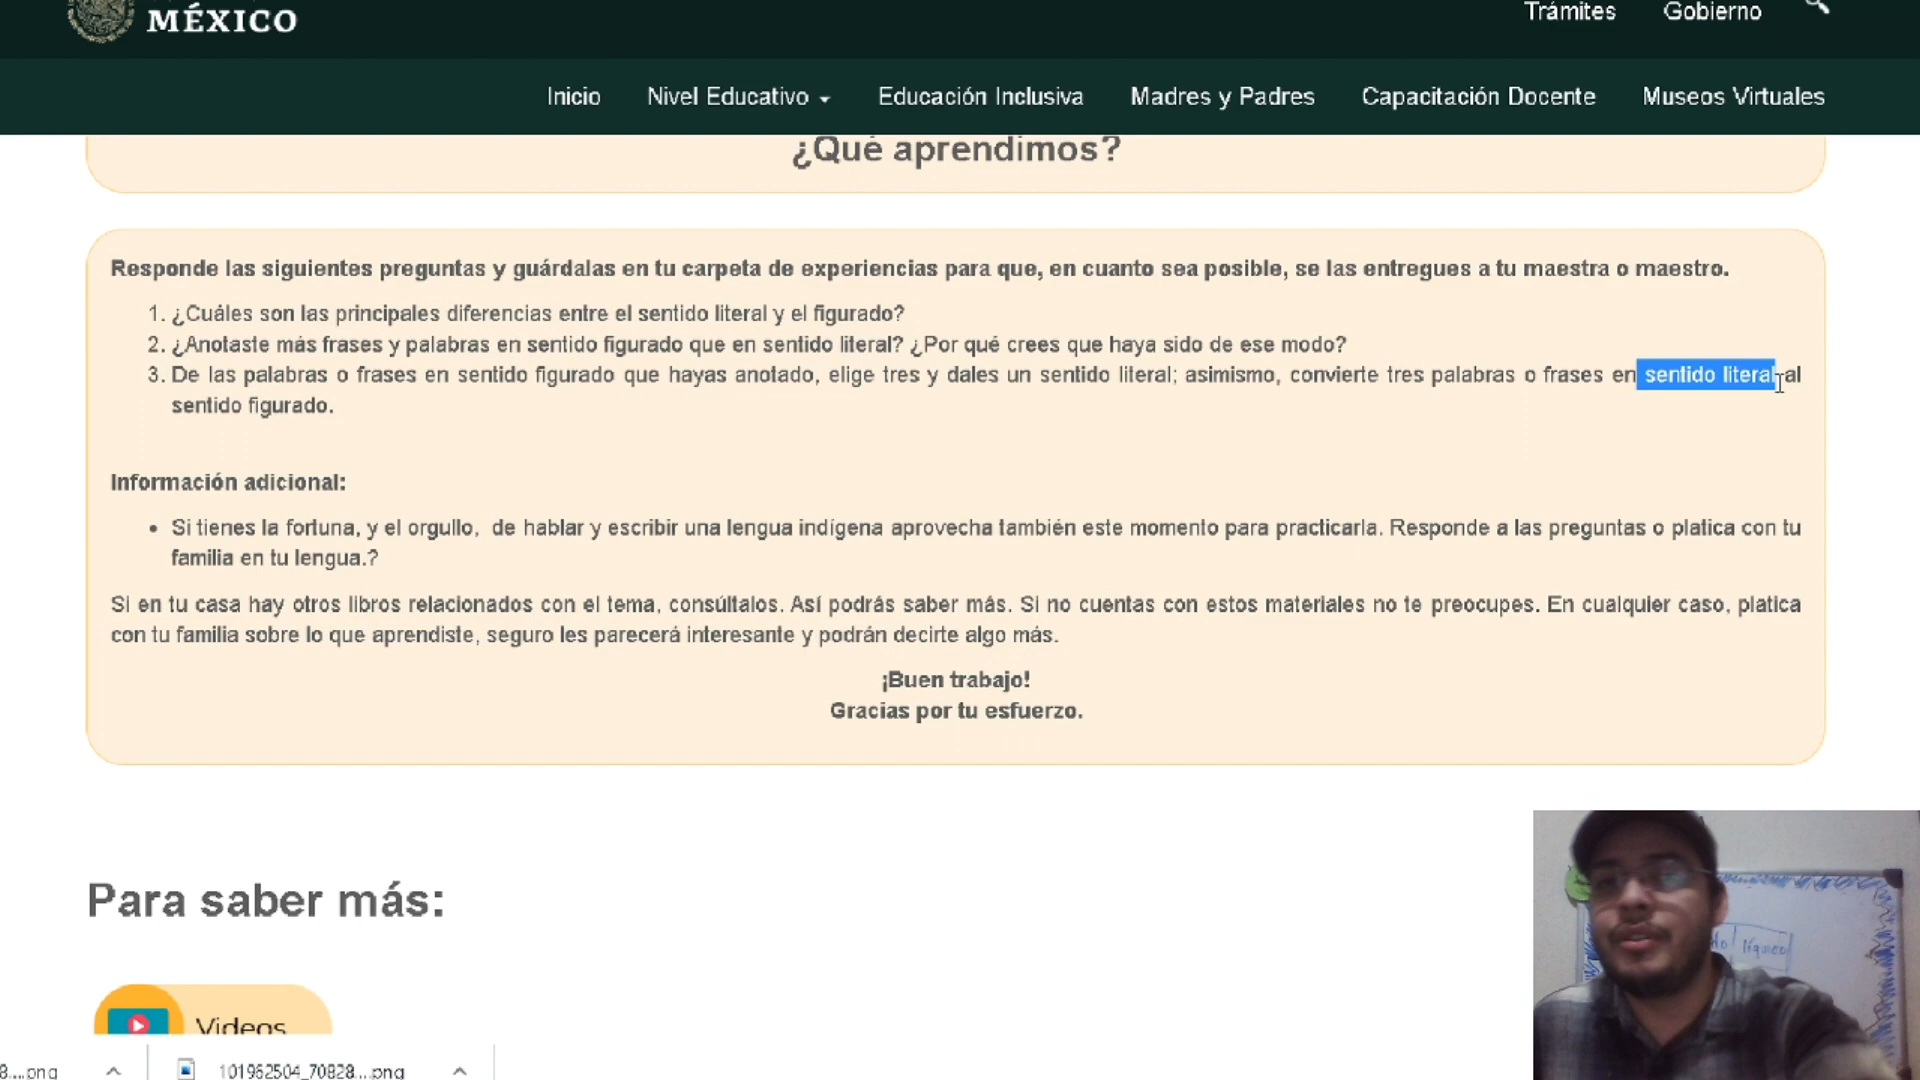 MÉXICO
Trámites Gobierno
Inicio Nivel Educativo Educación Inclusiva Madres y Padres Capacitación Docente Museos Virtuales
¿Qué aprendimos?
Responde las siguientes preguntas y guárdalas en tu carpeta de experiencias para que, en cuanto sea posible, se las entregues a tu maestra o maestro.
1. ¿Cuáles son las principales diferencias entre el sentido literal y el figurado?
2. ¿Anotaste más frases y palabras en sentido figurado que en sentido literal? ¿Por qué crees que haya sido de ese modo?
3. De las palabras o frases en sentido figurado que hayas anotado, elige tres y dales un sentido literal; asimismo, convierte tres palabras o frases en sentido literal al
sentido figurado.
Información adicional:
• Si tienes la fortuna, y el orgullo, de hablar y escribir una lengua indígena aprovecha también este momento para practicarla. Responde a las preguntas o platica con tu
familia en tu lengua.?
Si en tu casa hay otros libros relacionados con el tema, consúltalos. Así podrás saber más. Si no cuentas con estos materiales no te preocupes. En cualquier caso, platica
con tu familia sobre lo que aprendiste, seguro les parecerá interesante y podrán decirte algo más.
¡Buen trabajo!
Gracias por tu esfuerzo.
Para saber más:
Videos
8....png 101962504_70828....png